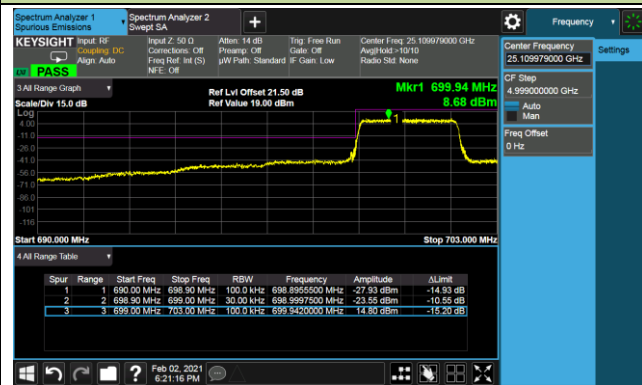 Spectrum Analyzer 1
Spurious Emissions
Spectrum Analyzer 2
Swept SA
Frequency
KEYSIGHT Input: RF
Coupling: DC
Align: Auto
PASS
Input Z: 50 Ω
Corrections: Off
Freq Ref: Int (S)
NFE: Off
Atten: 14 dB
Preamp: Off
µW Path: Standard
Trig: Free Run
Gate: Off
IF Gain: Low
Center Freq: 25.109979000 GHz
Avg|Hold:>10/10
Radio Std: None
Center Frequency
25.109979000 GHz
Settings
CF Step
4.999000000 GHz
Auto
Man
Freq Offset
0 Hz
3 All Range Graph
Scale/Div 15.0 dB
Ref Lvl Offset 21.50 dB
Ref Value 19.00 dBm
Mkr1 699.94 MHz
8.68 dBm
Log
4.00
-11.0
-26.0
-41.0
-56.0
-71.0
-86.0
-101
-116
1
Start 690.000 MHz
Stop 703.000 MHz
4 All Range Table
Spur Range Start Freq Stop Freq RBW Frequency Amplitude ΔLimit
1 1 690.00 MHz 698.90 MHz 100.0 kHz 698.8955500 MHz -27.93 dBm -14.93 dB
2 2 698.90 MHz 699.00 MHz 30.00 kHz 698.9997500 MHz -23.55 dBm -10.55 dB
3 3 699.00 MHz 703.00 MHz 100.0 kHz 699.9420000 MHz 14.80 dBm -15.20 dB
Feb 02, 2021
6:21:16 PM